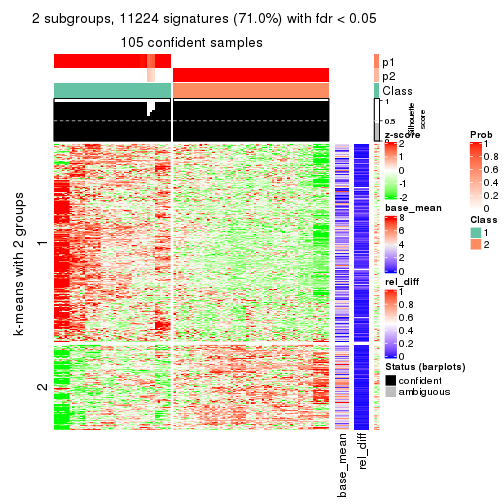 2 subgroups, 11224 signatures (71.0%) with fdr < 0.05
105 confident samples
p1
p2
Class
1
0.5
0
Silhouette
score
z-score
2
1
0
-1
-2
base_mean
8
6
4
2
0
rel_diff
1
0.8
0.6
0.4
0.2
0
Status (barplots)
confident
ambiguous
Prob
1
0.8
0.6
0.4
0.2
0
Class
1
2
k-means with 2 groups
1
2
base_mean
rel_diff